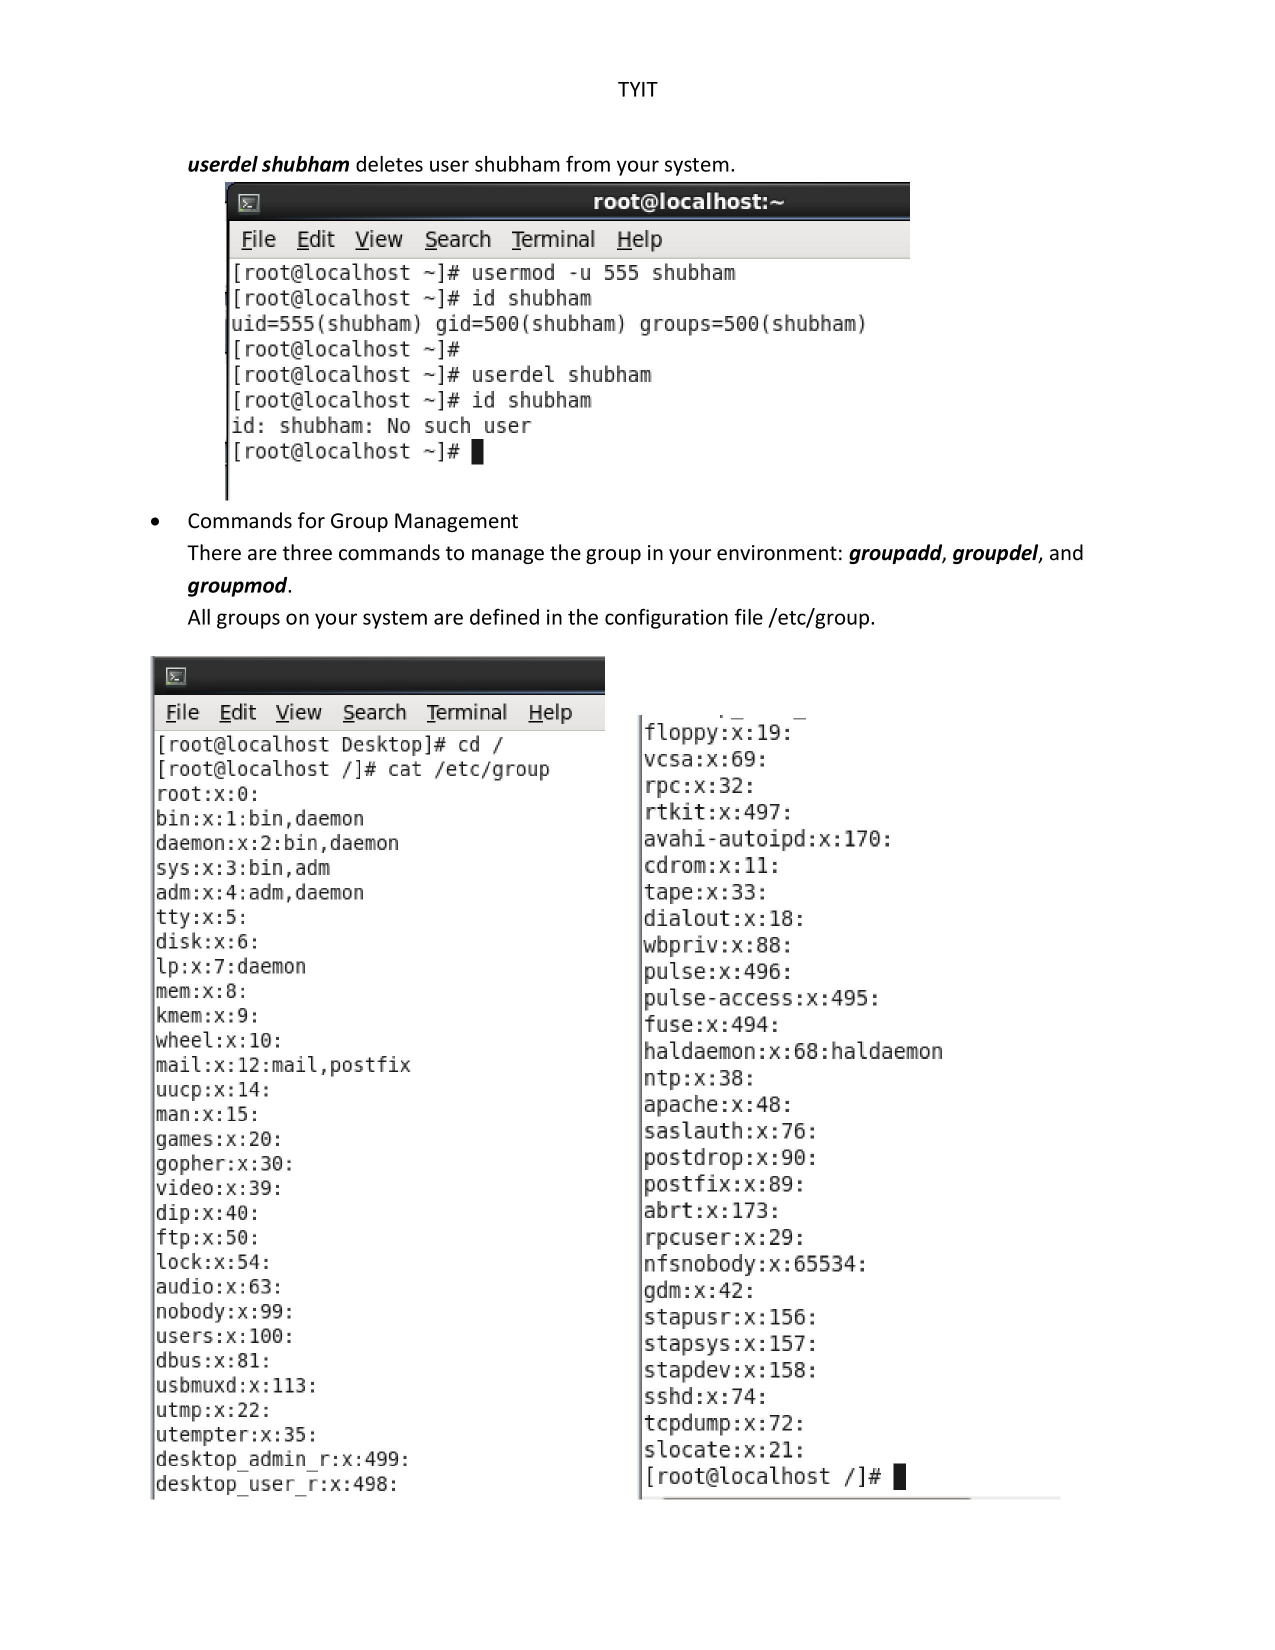 TYIT
userdel shubham deletes user shubham from your system.
root@localhost:~
File Edit View Search Terminal Help
[root@localhost ~]# usermod -u 555 shubham
[root@localhost ~]# id shubham
uid=555(shubham) gid=500(shubham) groups=500(shubham)
[root@localhost ~]#
[root@localhost ~]# userdel shubham
[root@localhost ~]# id shubham
id: shubham: No such user
[root@localhost ~]#
• Commands for Group Management
There are three commands to manage the group in your environment: groupadd, groupdel, and
groupmod.
All groups on your system are defined in the configuration file /etc/group.
File Edit View Search Terminal Help
[root@localhost Desktop]# cd /
[root@localhost /]# cat /etc/group
root:x:0:
bin:x:1:bin,daemon
daemon:x:2:bin,daemon
sys:x:3:bin,adm
adm:x:4:adm,daemon
tty:x:5:
disk:x:6:
lp:x:7:daemon
mem:x:8:
kmem:x:9:
wheel:x:10:
mail:x:12:mail,postfix
uucp:x:14:
man:x:15:
games:x:20:
gopher:x:30:
video:x:39:
dip:x:40:
ftp:x:50:
lock:x:54:
audio:x:63:
nobody:x:99:
users:x:100:
dbus:x:81:
usbmuxd:x:113:
utmp:x:22:
utempter:x:35:
desktop_admin_r:x:499:
desktop_user_r:x:498:
floppy:x:19:
vcsa:x:69:
rpc:x:32:
rtkit:x:497:
avahi-autoipd:x:170:
cdrom:x:11:
tape:x:33:
dialout:x:18:
wbpriv:x:88:
pulse:x:496:
pulse-access:x:495:
fuse:x:494:
haldaemon:x:68:haldaemon
ntp:x:38:
apache:x:48:
saslauth:x:76:
postdrop:x:90:
postfix:x:89:
abrt:x:173:
rpcuser:x:29:
nfsnobody:x:65534:
gdm:x:42:
stapusr:x:156:
stapsys:x:157:
stapdev:x:158:
sshd:x:74:
tcpdump:x:72:
slocate:x:21:
[root@localhost /]#